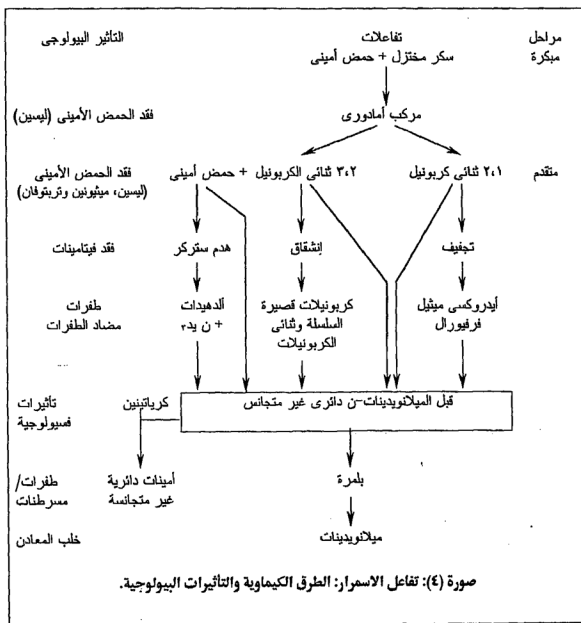 مراحل تفاعلات التأثير البيولوجى
مبكرة سكر مختزل + حمض أمينى
مركب أمادورى فقد الحمض الأمينى (ليسين)
متقدم ٢،١ ثنائى كربونيل ٣،٢ ثنائى الكربونيل + حمض أمينى فقد الحمض الأمينى
(ليسين، ميثيونين وتربتوفان)
تجفيف إنشقاق هدم سترکر فقد فيتامينات
أيدروكسى ميثيل كربونيلات قصيرة ألدهيدات طفرات
فرفيورال السلسلة وثنائى + ن يد٢ مضاد الطفرات
الكربونيلات
قبل الميلانويدينات-ن دائرى غير متجانس كرياتينين تأثيرات
فسيولوجية
بلمرة أمينات دائرية طفرات/
غير متجانسة مسرطنات
ميلانويدينات خلب المعادن
صورة (٤): تفاعل الاسمرار: الطرق الكيماوية والتأثيرات البيولوجية.